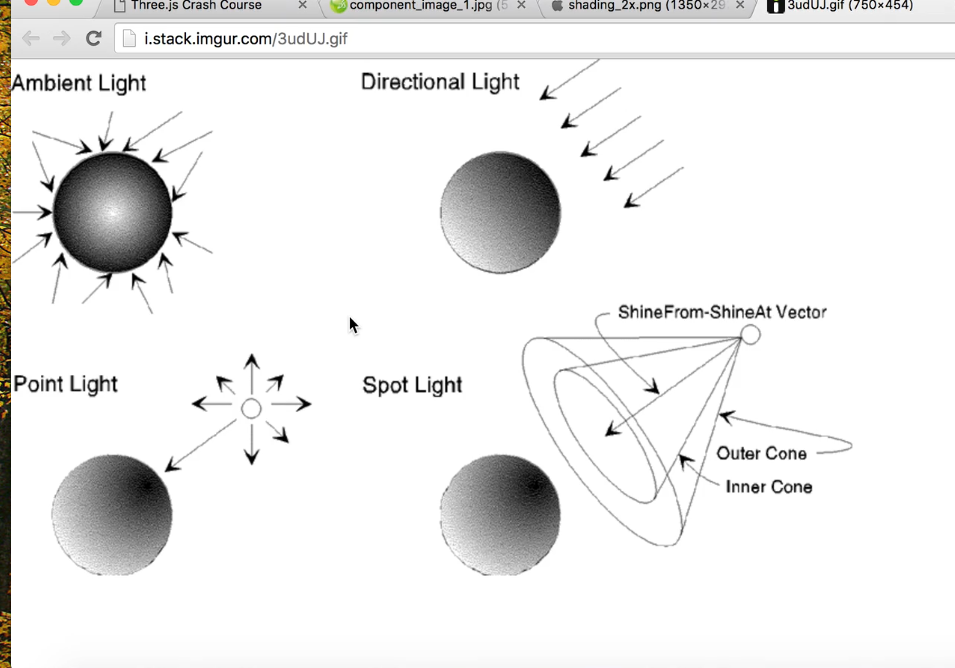 Three.js Crash Course
component_image_1.jpg (5
shading_2x.png (1350×29
3udUJ.gif (750×454)
i.stack.imgur.com/3udUJ.gif
Ambient Light
Directional Light
ShineFrom-ShineAt Vector
Point Light
Spot Light
Outer Cone
Inner Cone